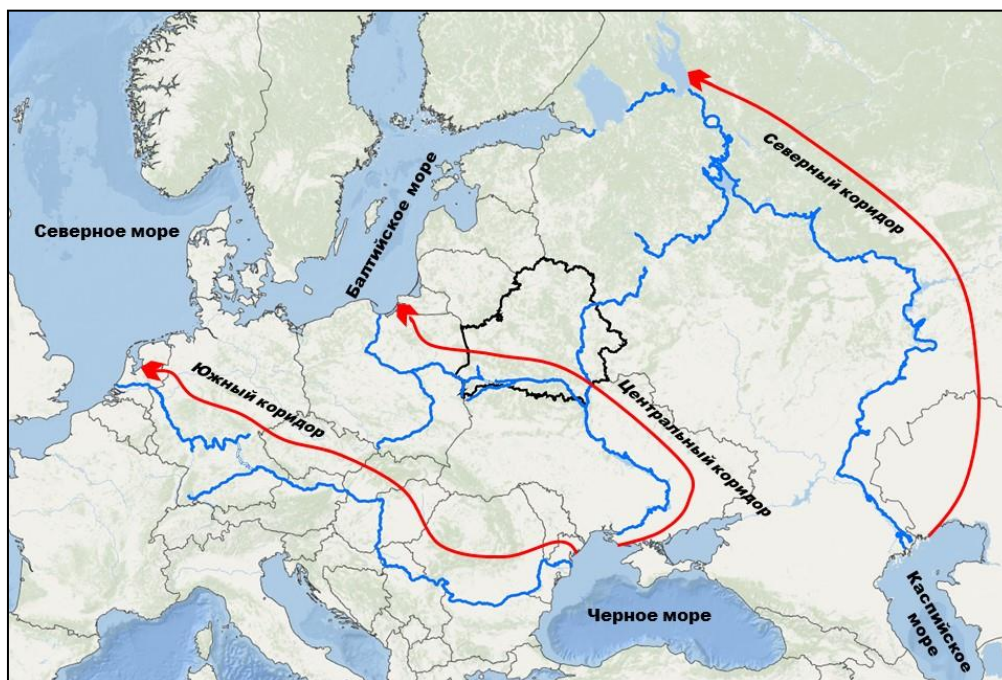 Северный коридор
Балтийское море
Северное море
Южный коридор
Центральный коридор
Черное море
Каспийское
море